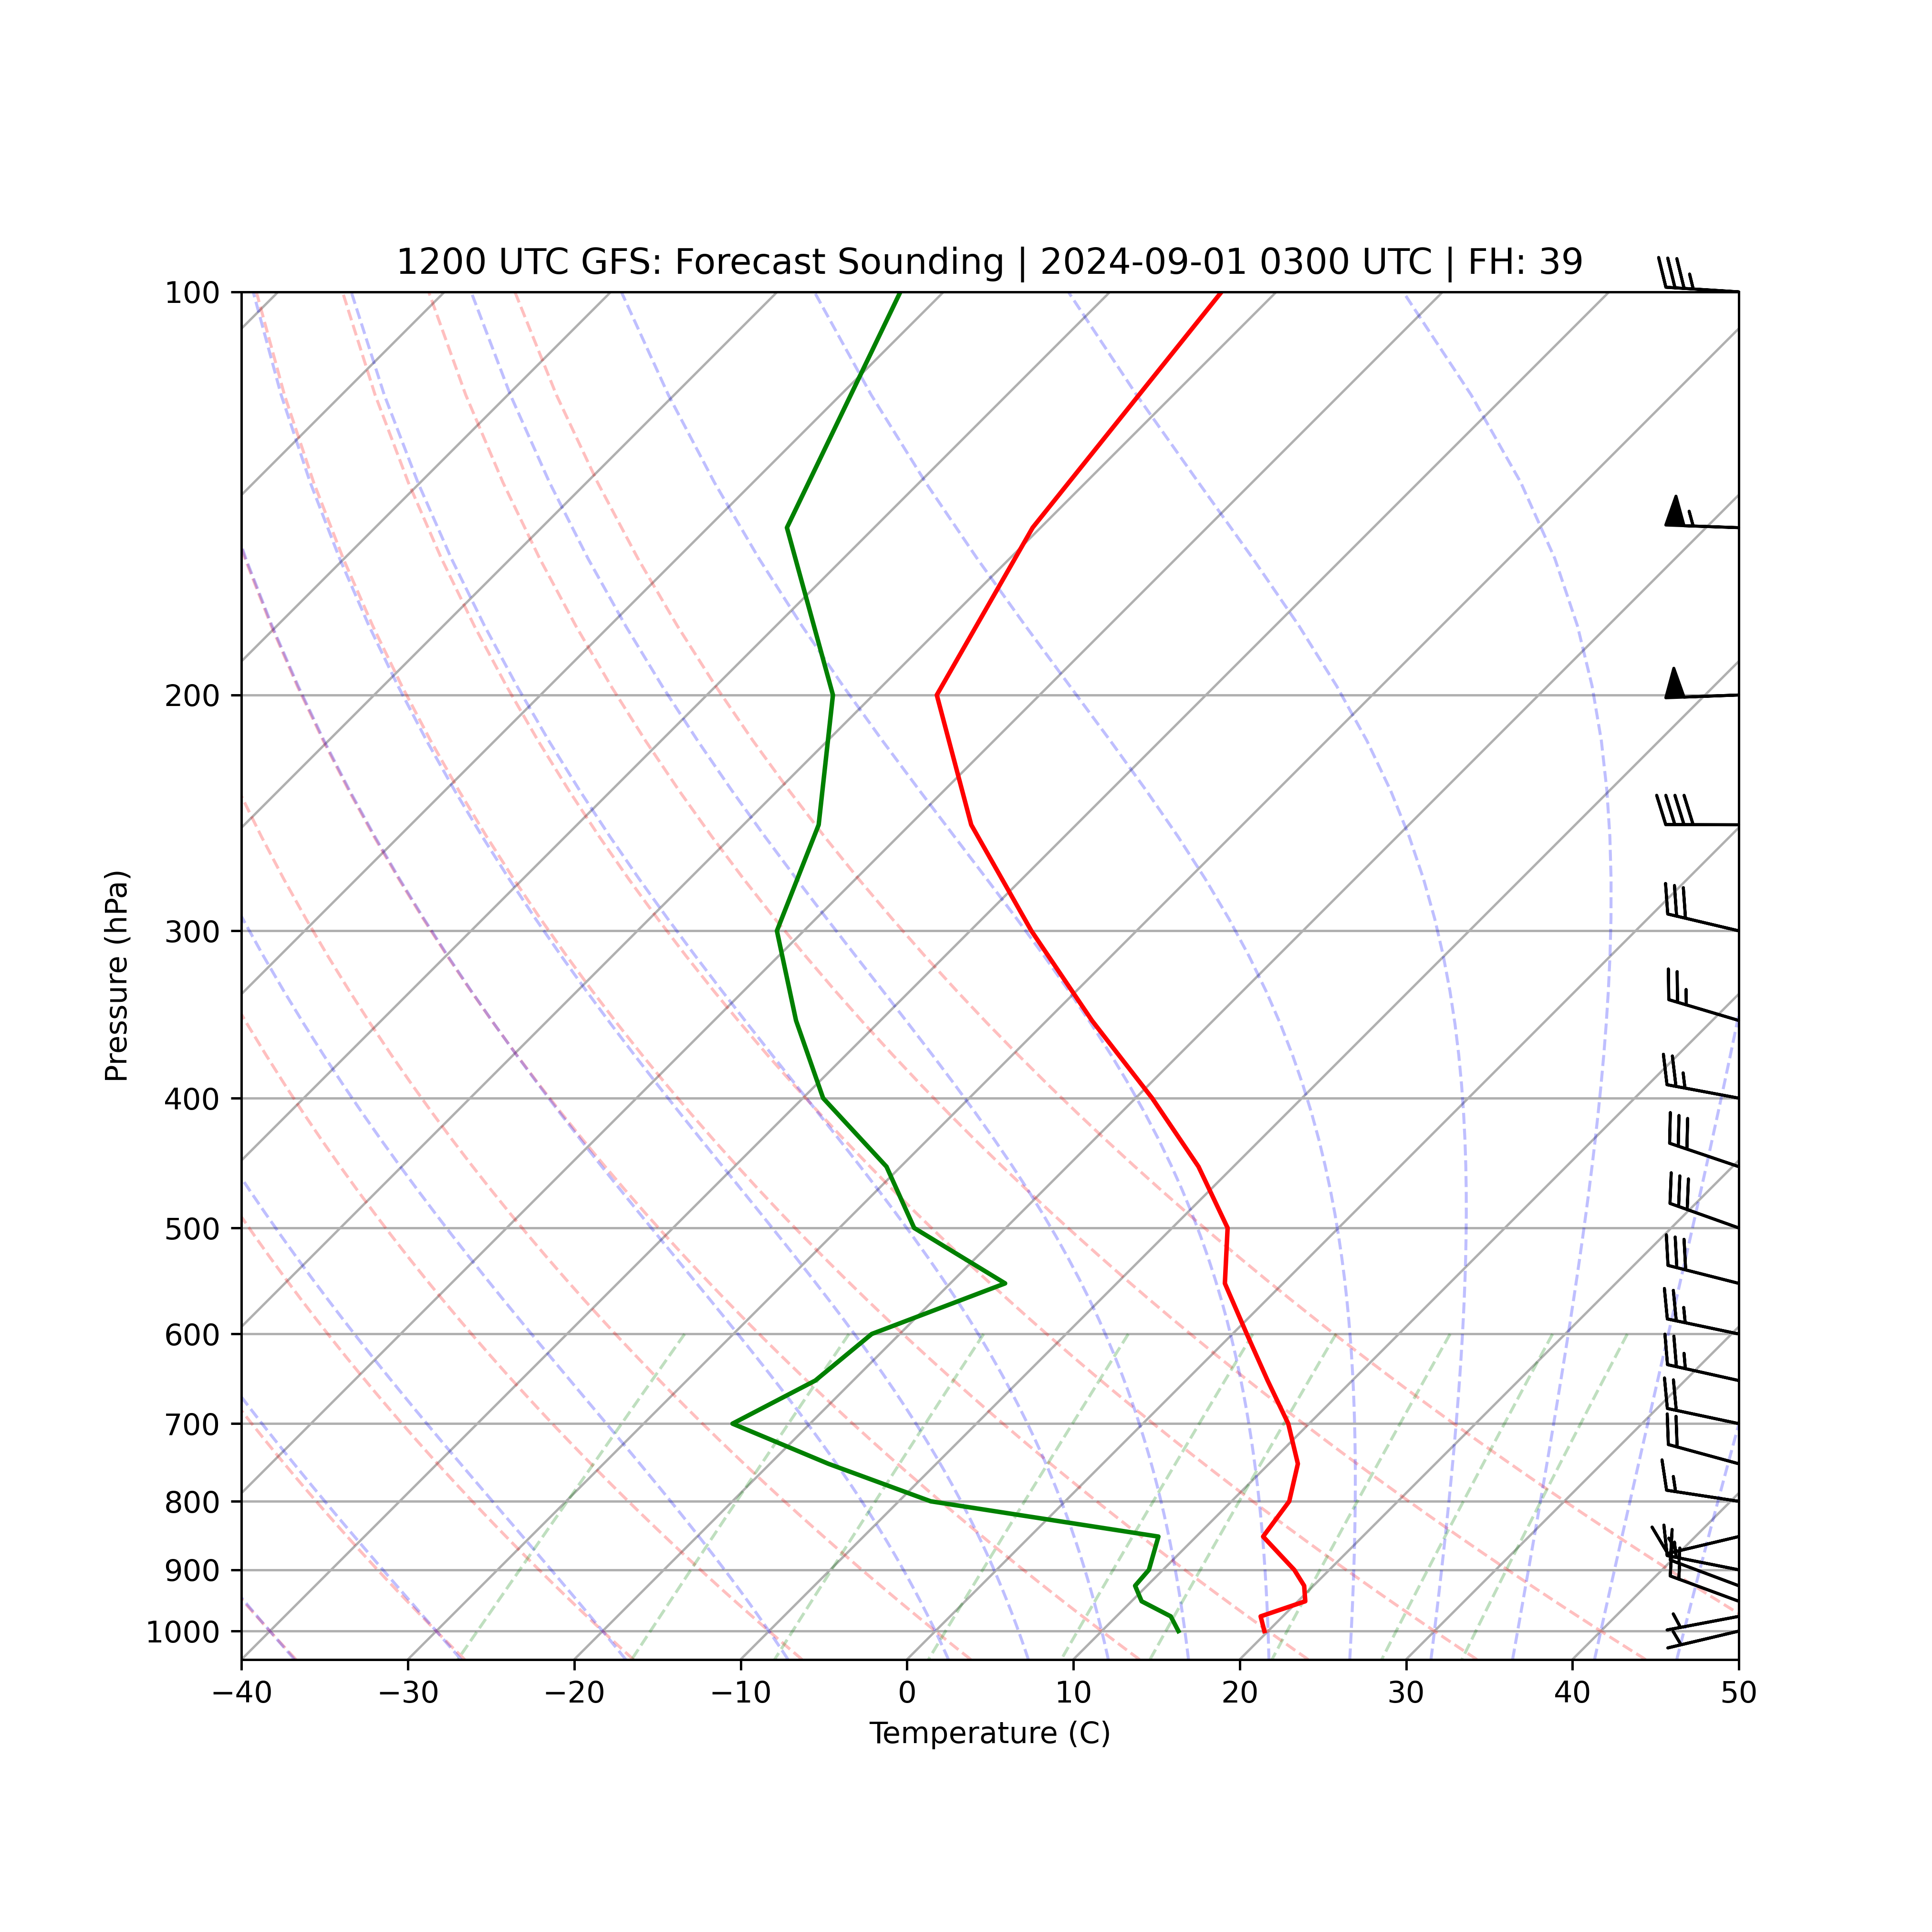 1200 UTC GFS: Forecast Sounding | 2024-09-01 0300 UTC | FH: 39
100
200
300
400
500
600
700
800
900
1000
Pressure (hPa)
−40 −30 −20 −10 0 10 20 30 40 50
Temperature (C)